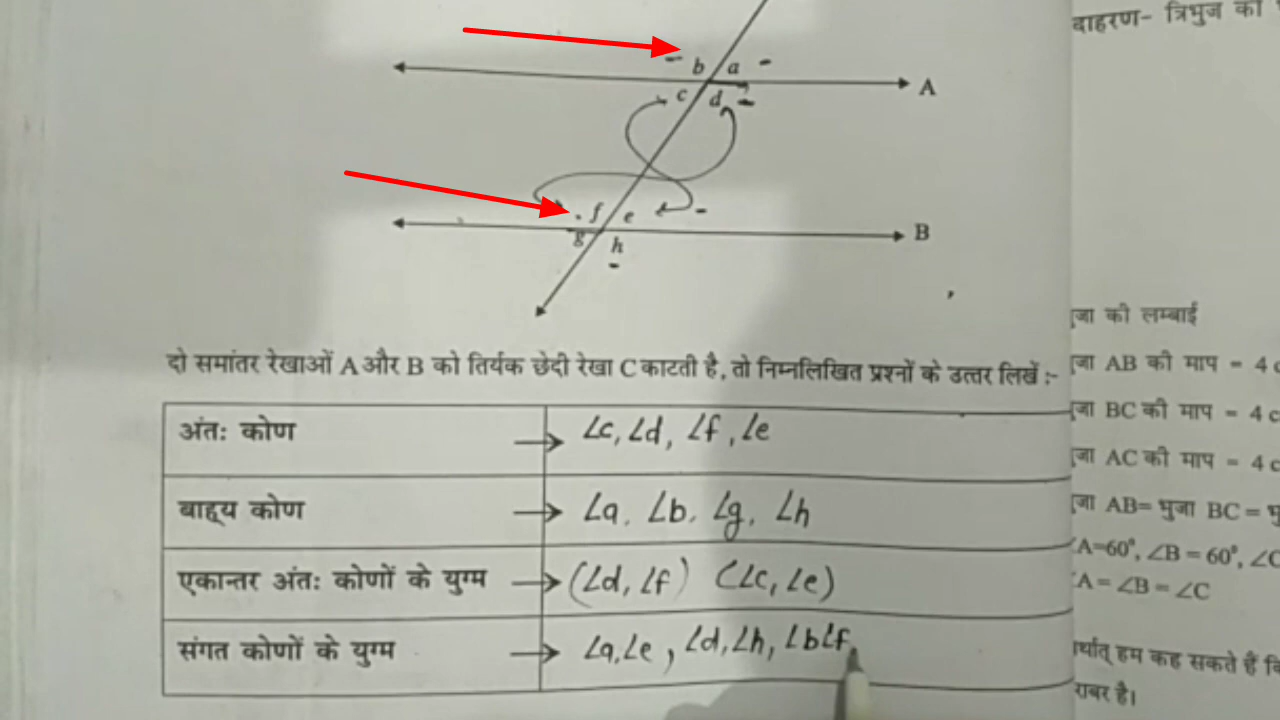 b a
c d
A
f e
g h
B
दो समांतर रेखाओं A और B को तिर्यक छेदी रेखा C काटती है, तो निम्नलिखित प्रश्नों के उत्तर लिखें :-
अंतः कोण → ∠c, ∠d, ∠f, ∠e
बाह्य कोण → ∠a, ∠b, ∠g, ∠h
एकान्तर अंतः कोणों के युग्म → (∠d, ∠f) (∠c, ∠e)
संगत कोणों के युग्म → ∠a,∠e, ∠d,∠h, ∠b∠f,
दाहरण- त्रिभुज की
जा की लम्बाई
जा AB की माप = 4 c
जा BC की माप = 4 c
जा AC की माप = 4 c
जा AB= भुजा BC = भु
∠A=60°, ∠B = 60°, ∠C
∠A = ∠B = ∠C
र्थात् हम कह सकते हैं कि
राबर है।